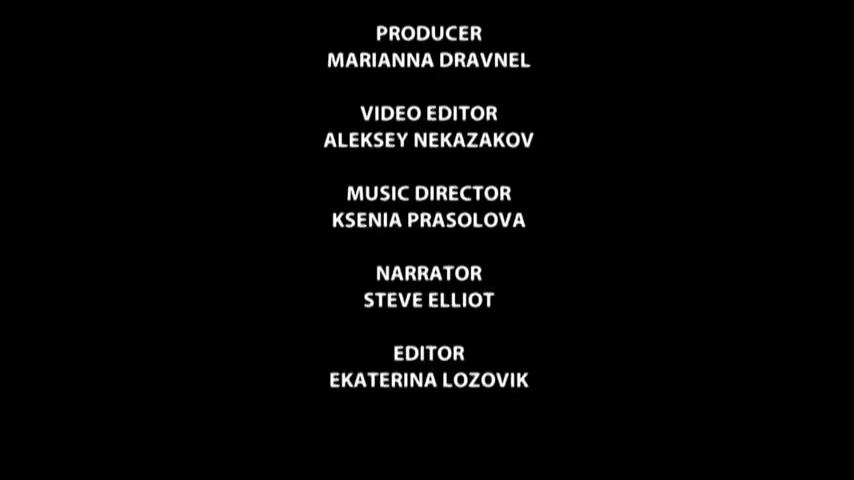 PRODUCER
MARIANNA DRAVNEL
VIDEO EDITOR
ALEKSEY NEKAZAKOV
MUSIC DIRECTOR
KSENIA PRASOLOVA
NARRATOR
STEVE ELLIOT
EDITOR
EKATERINA LOZOVIK